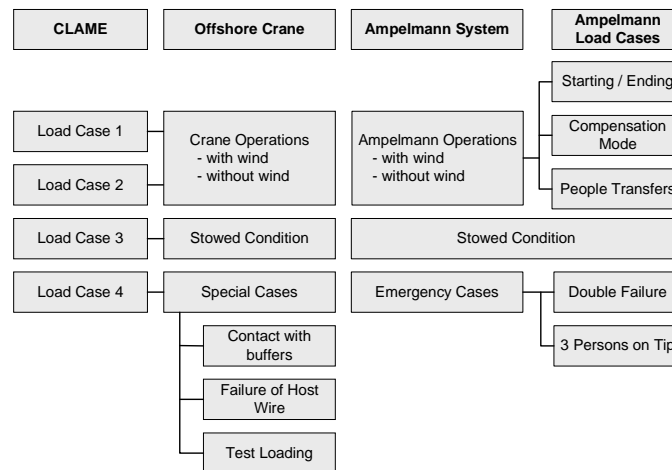 CLAME
Offshore Crane
Ampelmann System
Ampelmann
Load Cases
Load Case 1
Load Case 2
Crane Operations
- with wind
- without wind
Ampelmann Operations
- with wind
- without wind
Starting / Ending
Compensation
Mode
People Transfers
Load Case 3
Stowed Condition
Stowed Condition
Load Case 4
Special Cases
Emergency Cases
Double Failure
3 Persons on Tip
Contact with
buffers
Failure of Host
Wire
Test Loading